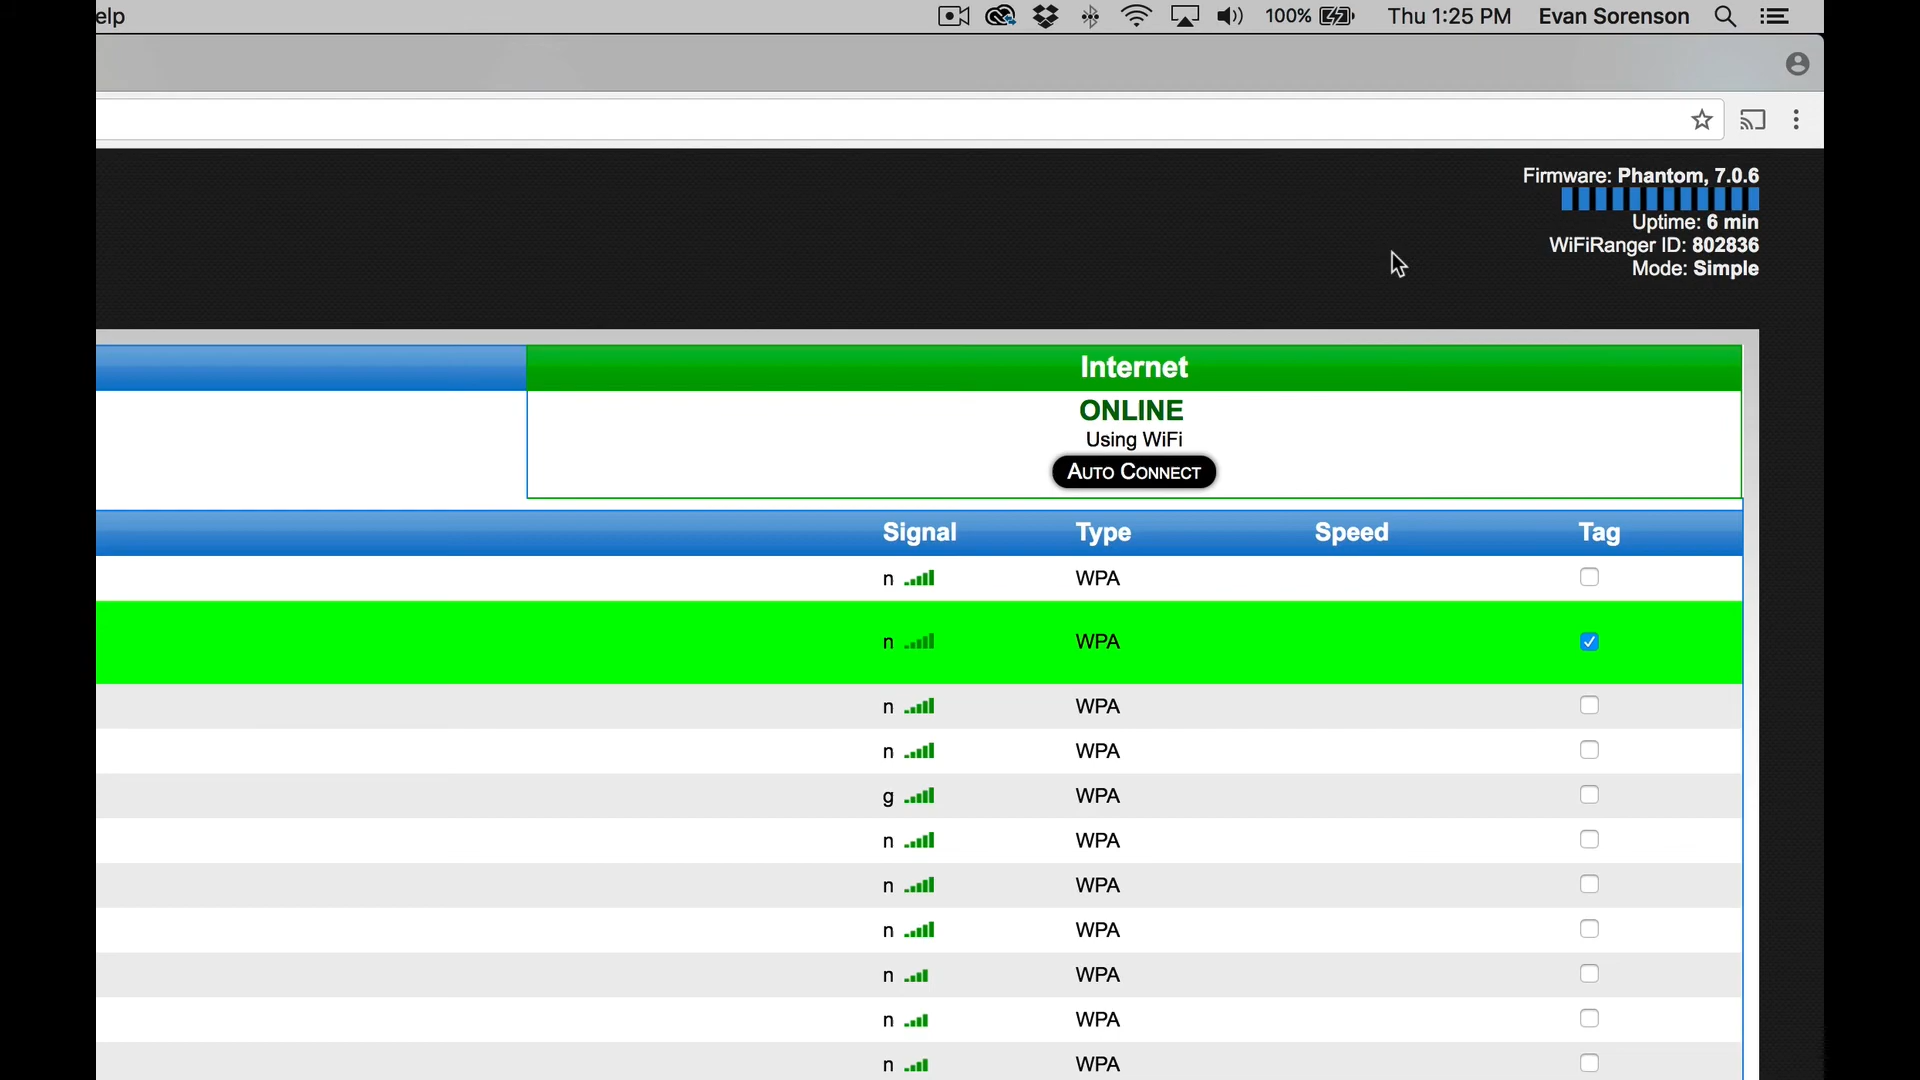 elp 100% Thu 1:25 PM Evan Sorenson
Firmware: Phantom, 7.0.6
Uptime: 6 min
WiFiRanger ID: 802836
Mode: Simple
Internet
ONLINE
Using WiFi
AUTO CONNECT
Signal Type Speed Tag
n WPA
n WPA
n WPA
n WPA
g WPA
n WPA
n WPA
n WPA
n WPA
n WPA
n WPA